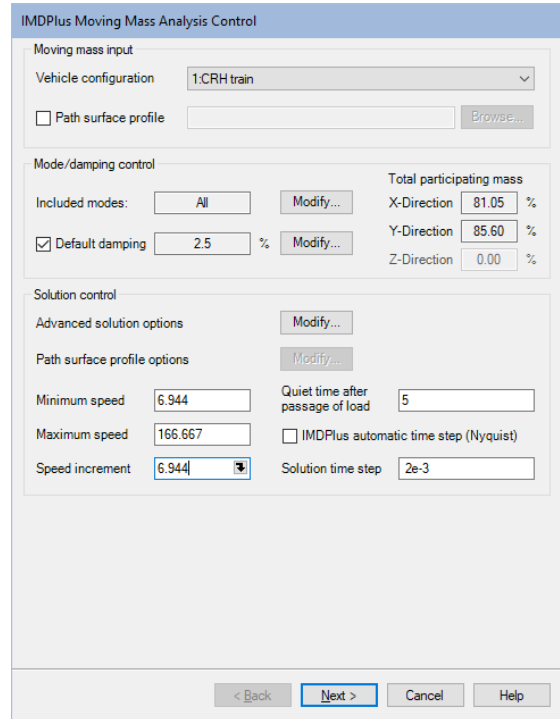 IMDPlus Moving Mass Analysis Control
Moving mass input
Vehicle configuration 1:CRH train
Path surface profile Browse...
Mode/damping control
Total participating mass
Included modes: All Modify... X-Direction 81.05 %
Y-Direction 85.60 %
Default damping 2.5 % Modify...
Z-Direction 0.00 %
Solution control
Advanced solution options Modify...
Path surface profile options Modify...
Minimum speed 6.944 Quiet time after passage of load 5
Maximum speed 166.667 IMDPlus automatic time step (Nyquist)
Speed increment 6.944 Solution time step 2e-3
< Back Next > Cancel Help